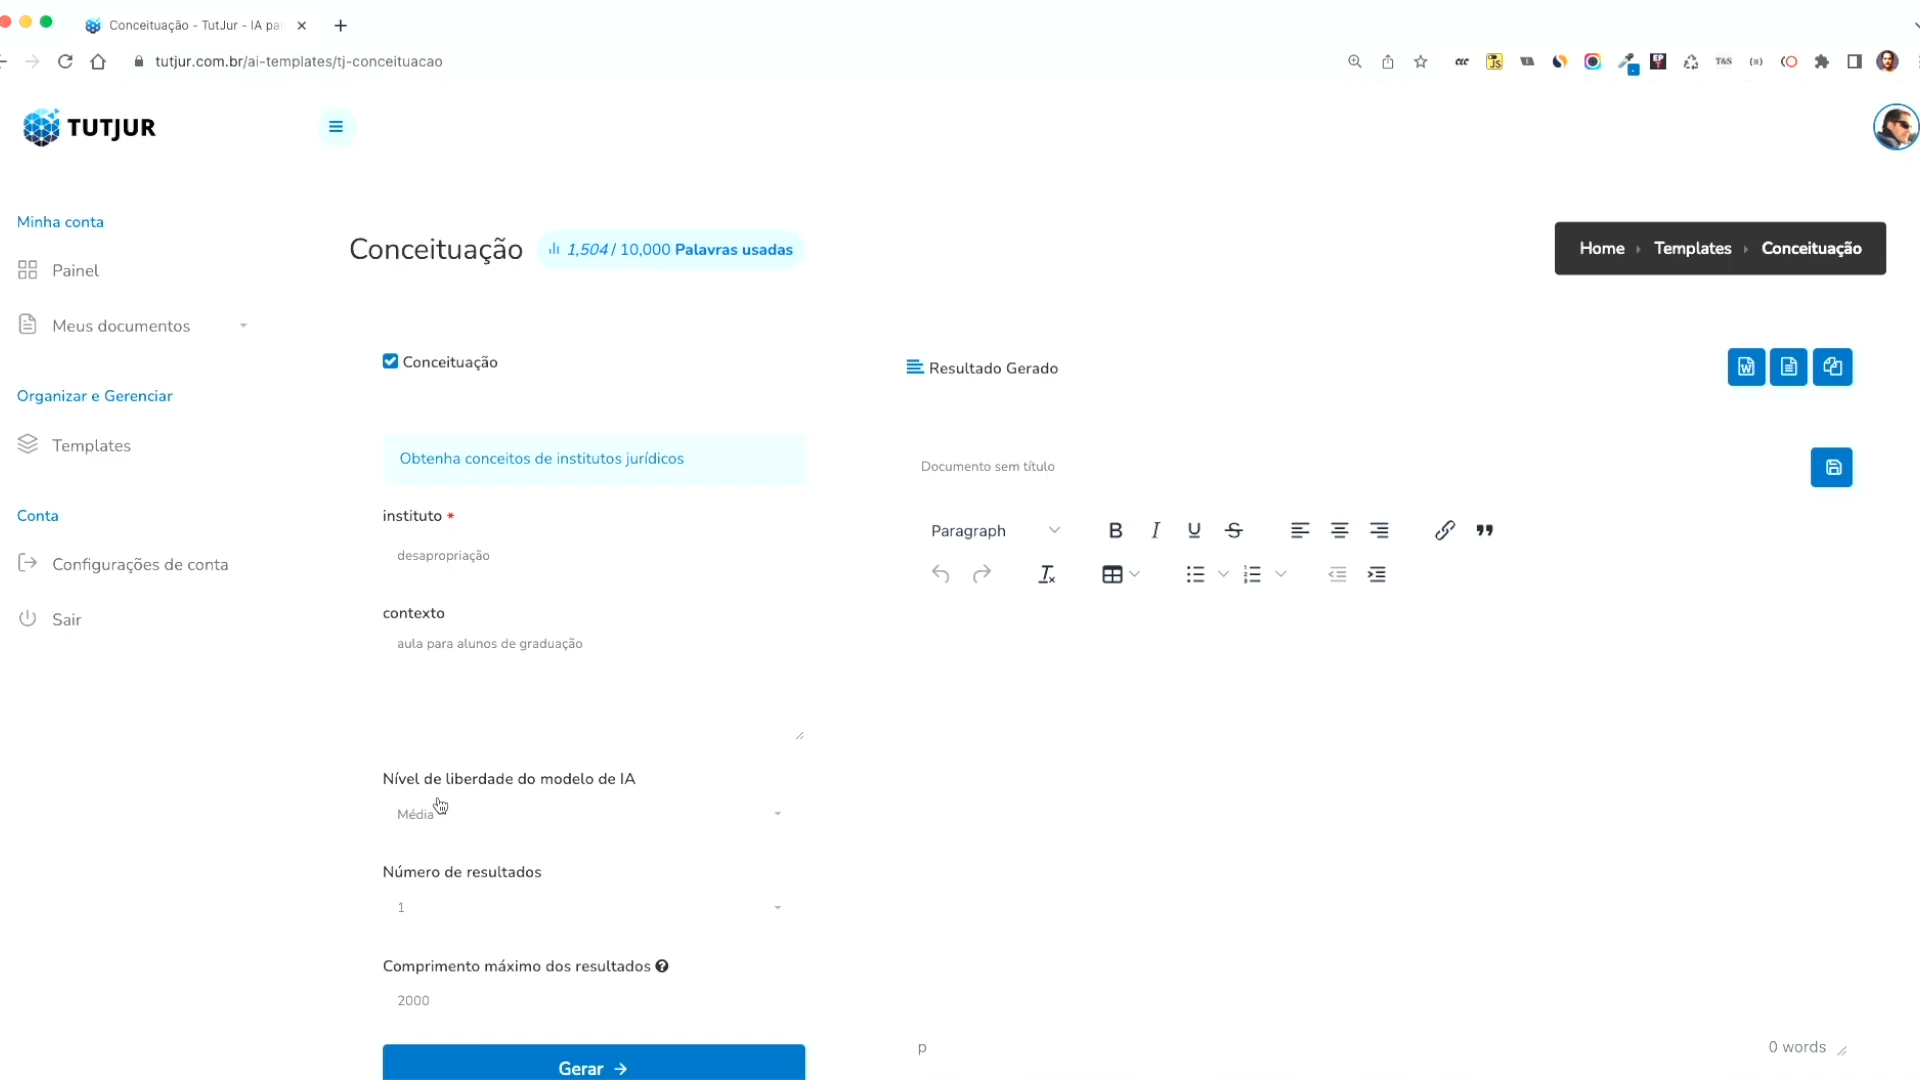 Conceituação - TutJur - IA pa
tutjur.com.br/ai-templates/tj-conceituacao
JS
T&S
TUTJUR
Minha conta
Painel
Meus documentos
Organizar e Gerenciar
Templates
Conta
Configurações de conta
Sair
Conceituação
1,504 / 10,000 Palavras usadas
Home
Templates
Conceituação
Conceituação
Obtenha conceitos de institutos jurídicos
instituto *
desapropriação
contexto
aula para alunos de graduação
Nível de liberdade do modelo de IA
Média
Número de resultados
1
Comprimento máximo dos resultados
2000
Gerar →
Resultado Gerado
Documento sem título
Paragraph
p
0 words